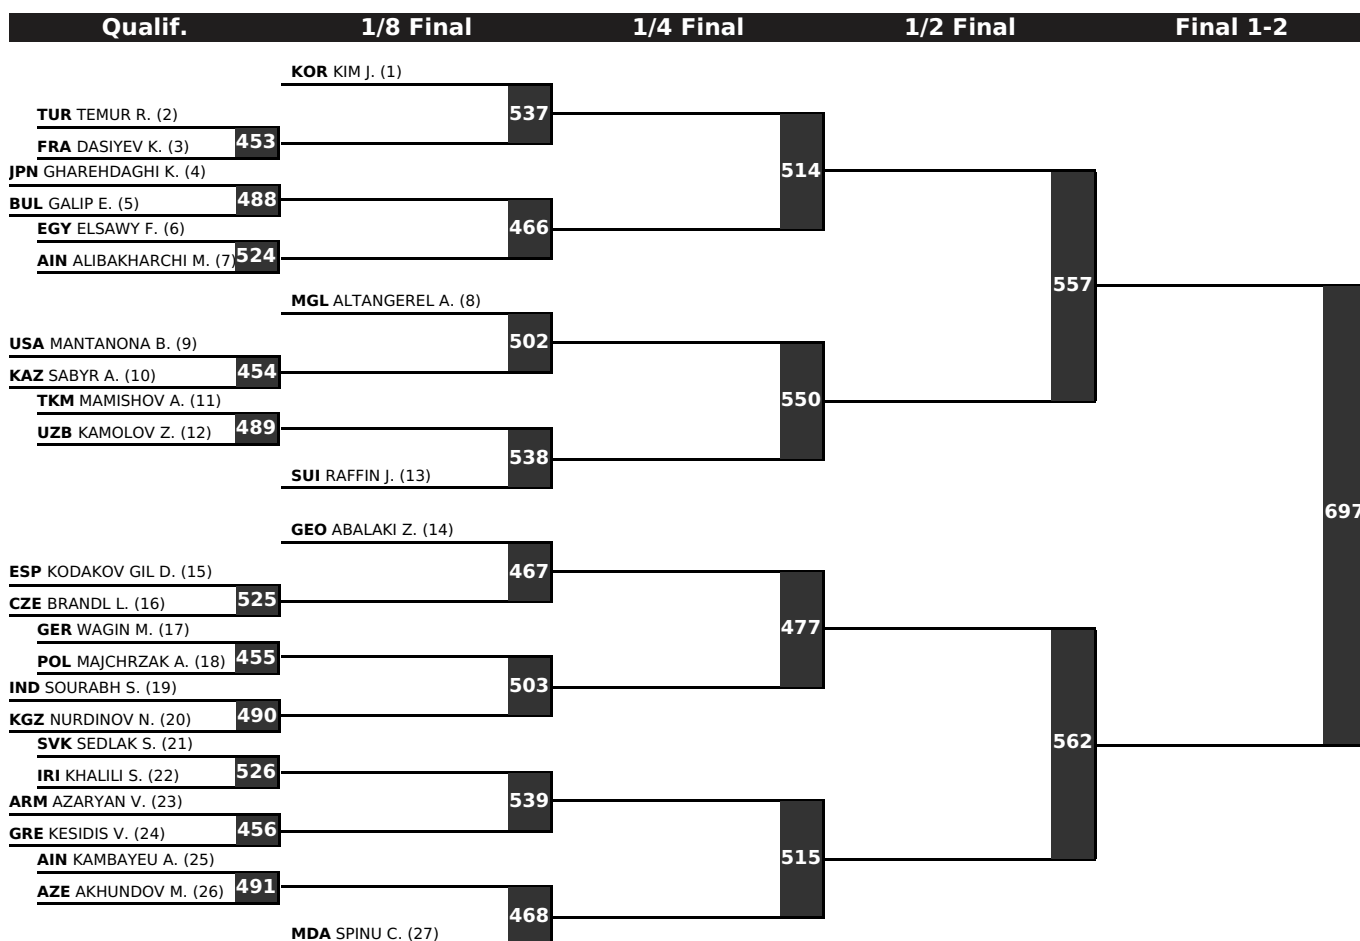 Qualif. 1/8 Final 1/4 Final 1/2 Final Final 1-2
KOR KIM J. (1)
537
TUR TEMUR R. (2)
453
FRA DASIYEV K. (3)
514
JPN GHAREHDAGHI K. (4)
488
BUL GALIP E. (5)
466
EGY ELSAWY F. (6)
524
AIN ALIBAKHARCHI M. (7)
557
MGL ALTANGEREL A. (8)
502
USA MANTANONA B. (9)
454
KAZ SABYR A. (10)
550
TKM MAMISHOV A. (11)
489
UZB KAMOLOV Z. (12)
538
SUI RAFFIN J. (13)
697
GEO ABALAKI Z. (14)
467
ESP KODAKOV GIL D. (15)
525
CZE BRANDL L. (16)
477
GER WAGIN M. (17)
455
POL MAJCHRZAK A. (18)
503
IND SOURABH S. (19)
490
KGZ NURDINOV N. (20)
562
SVK SEDLAK S. (21)
526
IRI KHALILI S. (22)
539
ARM AZARYAN V. (23)
456
GRE KESIDIS V. (24)
515
AIN KAMBAYEU A. (25)
491
AZE AKHUNDOV M. (26)
468
MDA SPINU C. (27)